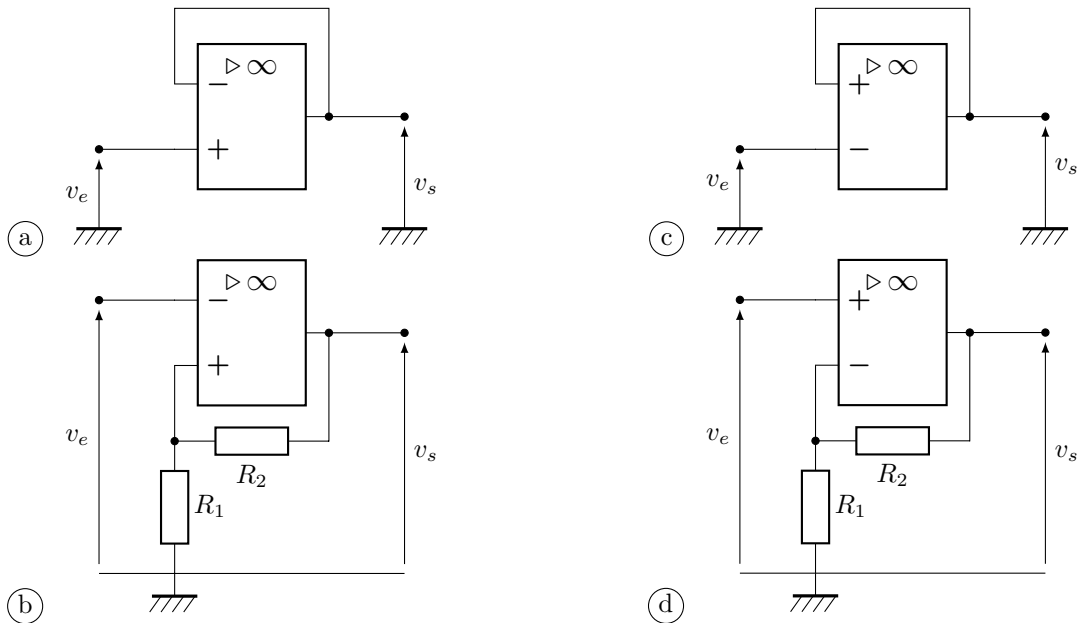 ▷ ∞
−
+
v_e
v_s
a
▷ ∞
+
−
v_e
v_s
c
▷ ∞
−
+
v_e
v_s
R_2
R_1
b
▷ ∞
+
−
v_e
v_s
R_2
R_1
d